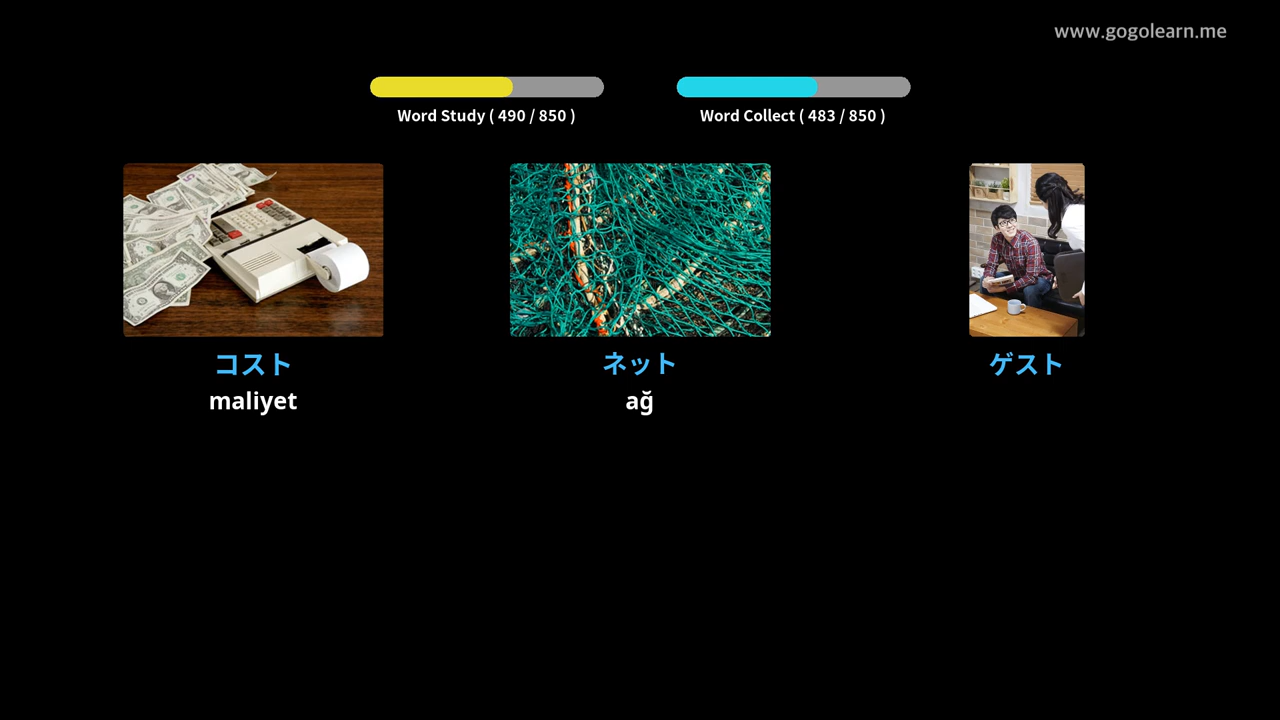 www.gogolearn.me
Word Study ( 490 / 850 )
Word Collect ( 483 / 850 )
コスト
ネット
ゲスト
maliyet
ağ